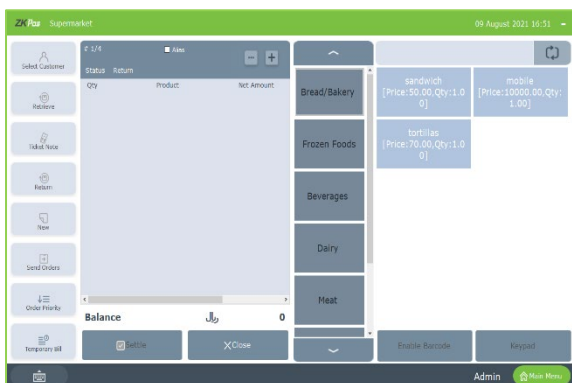 ZKPos Supermarket
09 August 2021 16:51
Select Customer
Retrieve
Ticket Note
Return
New
Send Orders
Order Priority
Temporary Bill
# 1/4
Status Return
Qty Product Net Amount
Balance 0
Settle
Close
Bread/Bakery
Frozen Foods
Beverages
Dairy
Meat
sandwich
[Price:50.00,Qty:1.0
0]
mobile
[Price:10000.00,Qty:
1.00]
tortillas
[Price:70.00,Qty:1.0
0]
Enable Barcode
Keypad
Admin
Main Menu